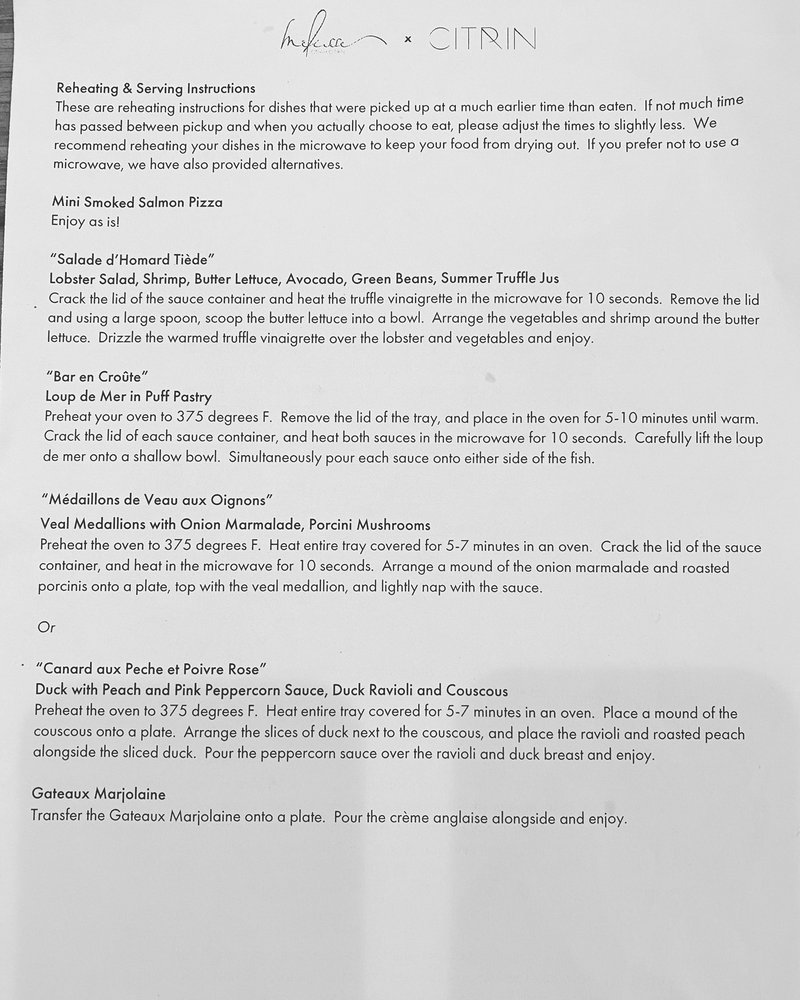 Mélisse x CITRIN
Reheating & Serving Instructions
These are reheating instructions for dishes that were picked up at a much earlier time than eaten. If not much time
has passed between pickup and when you actually choose to eat, please adjust the times to slightly less. We
recommend reheating your dishes in the microwave to keep your food from drying out. If you prefer not to use a
microwave, we have also provided alternatives.
Mini Smoked Salmon Pizza
Enjoy as is!
“Salade d’Homard Tiède”
Lobster Salad, Shrimp, Butter Lettuce, Avocado, Green Beans, Summer Truffle Jus
Crack the lid of the sauce container and heat the truffle vinaigrette in the microwave for 10 seconds. Remove the lid
and using a large spoon, scoop the butter lettuce into a bowl. Arrange the vegetables and shrimp around the butter
lettuce. Drizzle the warmed truffle vinaigrette over the lobster and vegetables and enjoy.
“Bar en Croûte”
Loup de Mer in Puff Pastry
Preheat your oven to 375 degrees F. Remove the lid of the tray, and place in the oven for 5-10 minutes until warm.
Crack the lid of each sauce container, and heat both sauces in the microwave for 10 seconds. Carefully lift the loup
de mer onto a shallow bowl. Simultaneously pour each sauce onto either side of the fish.
“Médaillons de Veau aux Oignons”
Veal Medallions with Onion Marmalade, Porcini Mushrooms
Preheat the oven to 375 degrees F. Heat entire tray covered for 5-7 minutes in an oven. Crack the lid of the sauce
container, and heat in the microwave for 10 seconds. Arrange a mound of the onion marmalade and roasted
porcinis onto a plate, top with the veal medallion, and lightly nap with the sauce.
Or
“Canard aux Peche et Poivre Rose”
Duck with Peach and Pink Peppercorn Sauce, Duck Ravioli and Couscous
Preheat the oven to 375 degrees F. Heat entire tray covered for 5-7 minutes in an oven. Place a mound of the
couscous onto a plate. Arrange the slices of duck next to the couscous, and place the ravioli and roasted peach
alongside the sliced duck. Pour the peppercorn sauce over the ravioli and duck breast and enjoy.
Gateaux Marjolaine
Transfer the Gateaux Marjolaine onto a plate. Pour the crème anglaise alongside and enjoy.